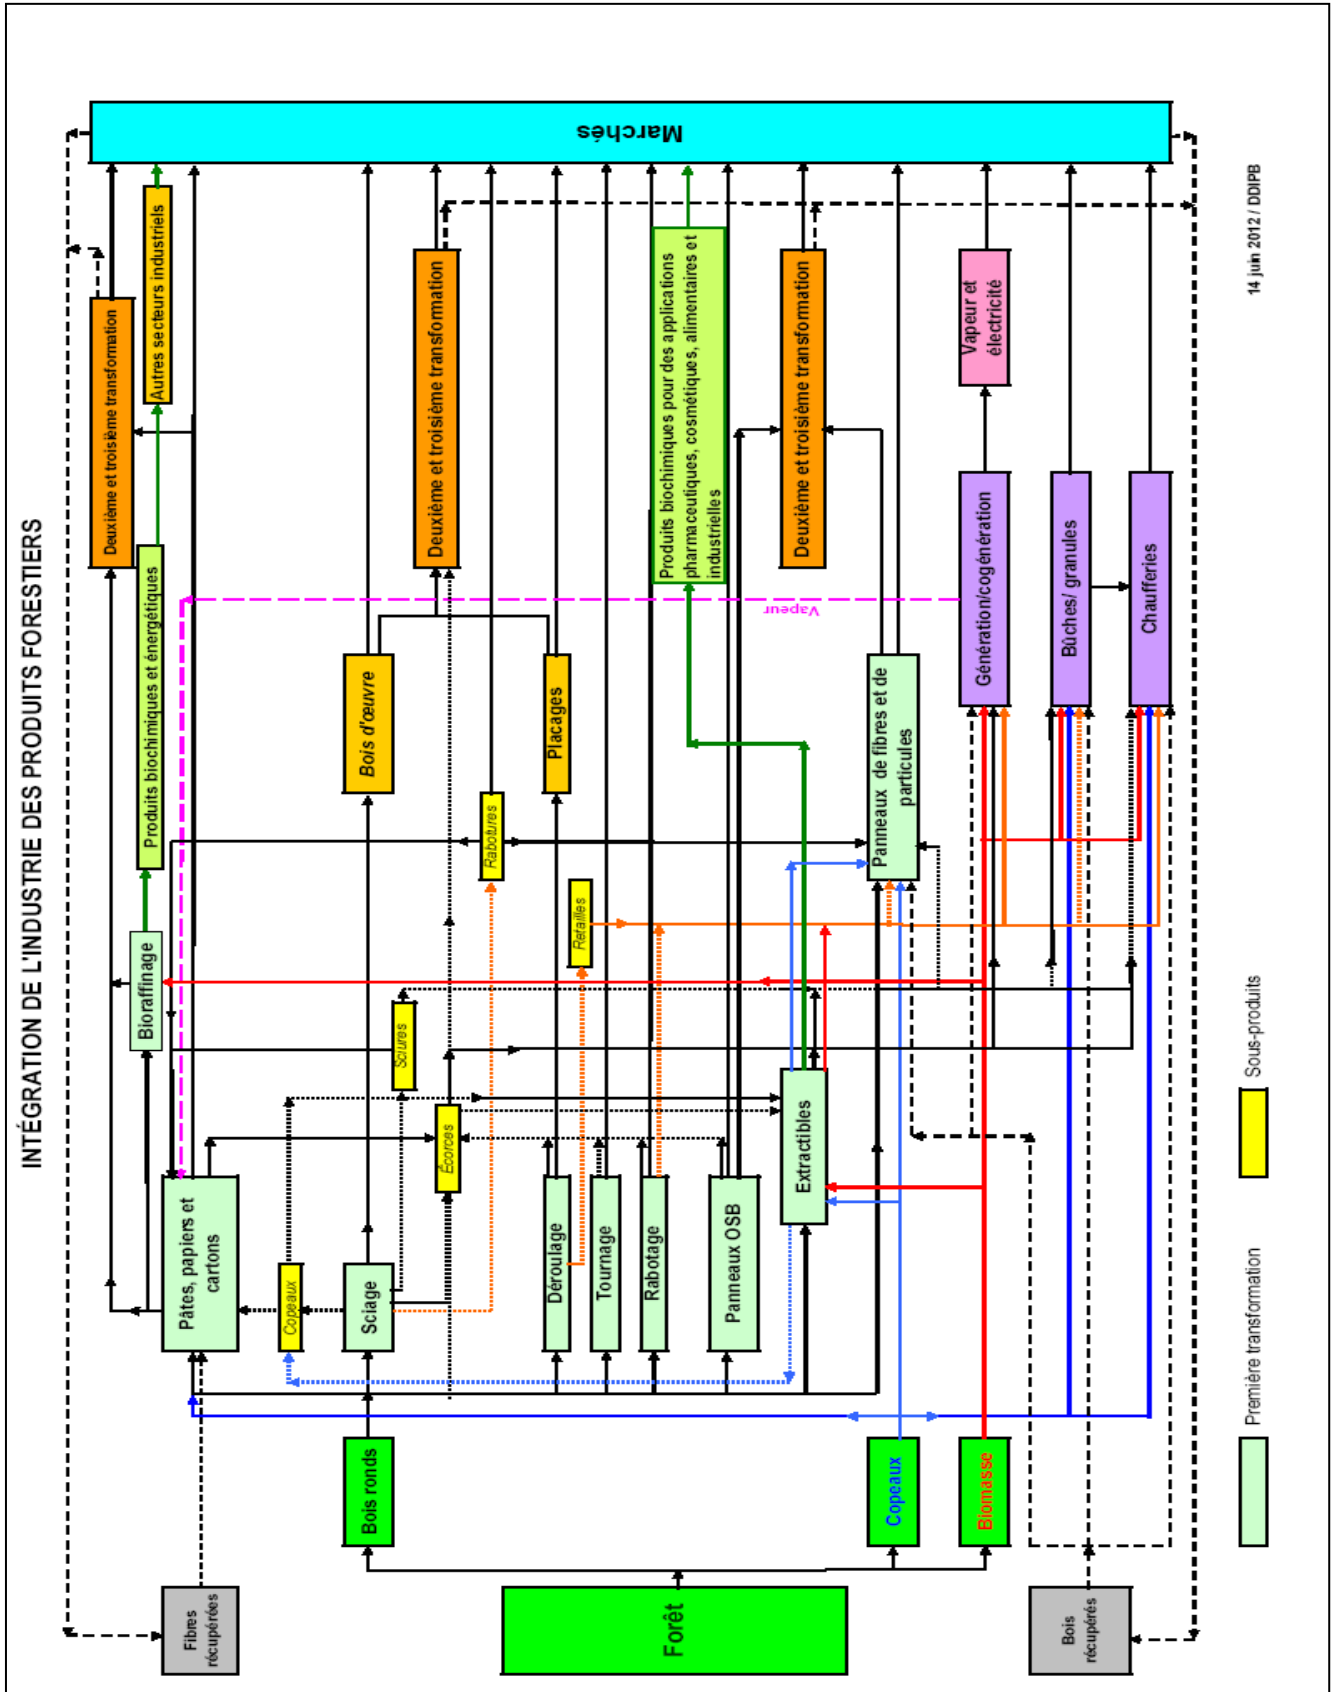 INTÉGRATION DE L'INDUSTRE DES PRODUITS FORESTIERS
Fibres
récupérées
Forêt
Bois
récupérés
Bois ronds
Copeaux
Biomasse
Pâtes, papiers et
cartons
Copeaux
Sciage
Écorces
Déroulage
Tournage
Rabotage
Panneaux OSB
Extractibles
Bioraffinage
Sciures
Retailles
Rabotures
Produits biochimiques et énergétiques
Bois d'œuvre
Placages
Panneaux de fibres et de
particules
Vapeur
Génération/cogénération
Bûches/ granules
Chaufferies
Deuxième et troisième transformation
Autres secteurs industriels
Deuxième et troisième transformation
Produits biochimiques pour des applications
pharmaceutiques, cosmétiques, alimentaires et
industrielles
Deuxième et troisième transformation
Vapeur et
électricité
Marchés
Première transformation
Sous-produits
14 juin 2012 / DDIPB